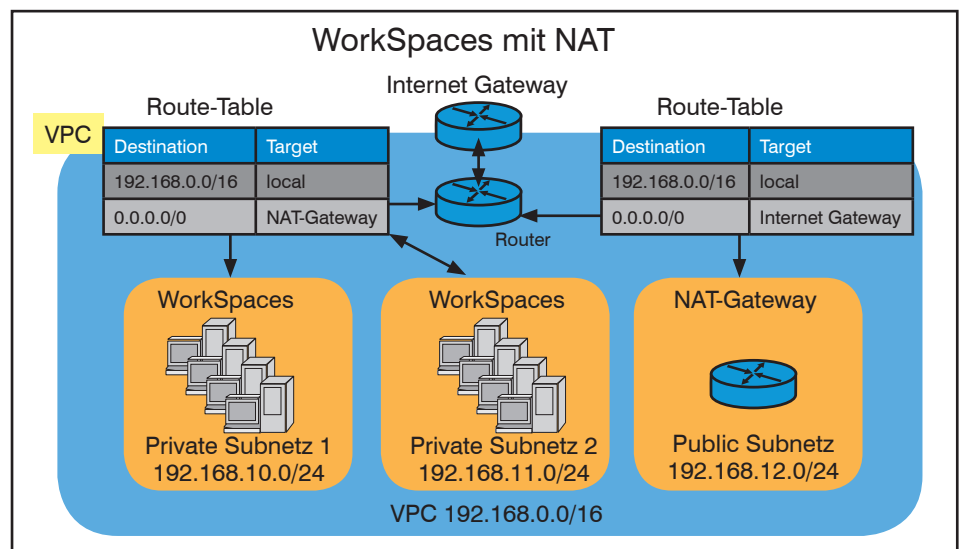 WorkSpaces mit NAT
Internet Gateway
Route-Table
Route-Table
VPC
Destination Target
192.168.0.0/16 local
0.0.0.0/0 NAT-Gateway
Destination Target
192.168.0.0/16 local
0.0.0.0/0 Internet Gateway
Router
WorkSpaces
Private Subnetz 1
192.168.10.0/24
WorkSpaces
Private Subnetz 2
192.168.11.0/24
NAT-Gateway
Public Subnetz
192.168.12.0/24
VPC 192.168.0.0/16